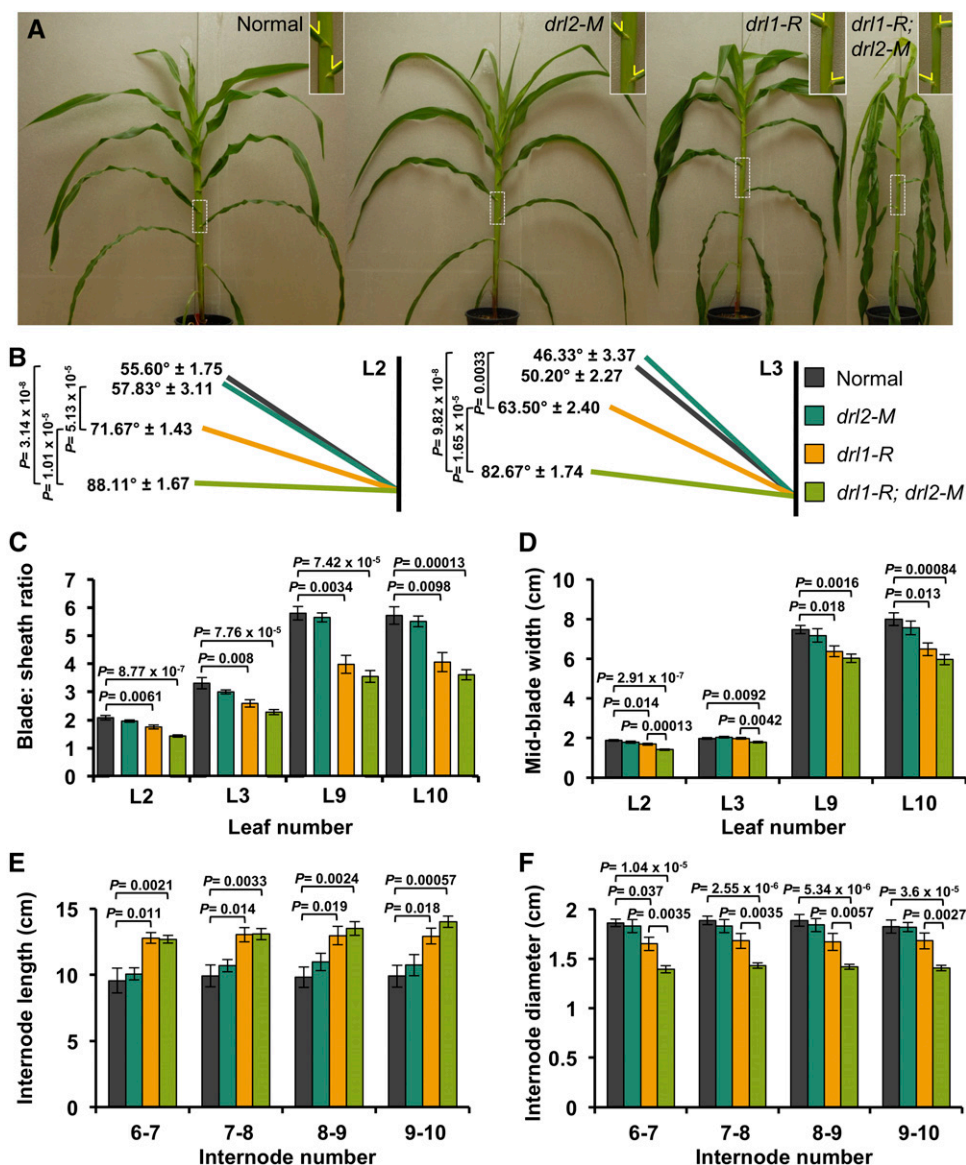 A
Normal
drl2-M
drl1-R
drl1-R;
drl2-M
B
L2
55.60° ± 1.75
57.83° ± 3.11
71.67° ± 1.43
88.11° ± 1.67
P= 3.14 x 10-8
P= 1.01 x 10-5
P= 5.13 x 10-5
L3
46.33° ± 3.37
50.20° ± 2.27
63.50° ± 2.40
82.67° ± 1.74
P= 9.82 x 10-8
P= 1.65 x 10-5
P= 0.0033
Normal
drl2-M
drl1-R
drl1-R; drl2-M
C
Blade: sheath ratio
7
6
5
4
3
2
1
0
P= 8.77 x 10-7
P= 0.0061
P= 7.76 x 10-5
P= 0.008
P= 7.42 x 10-5
P= 0.0034
P= 0.00013
P= 0.0098
L2 L3 L9 L10
Leaf number
D
Mid-blade width (cm)
10
8
6
4
2
0
P= 2.91 x 10-7
P= 0.014
P= 0.00013
P= 0.0092
P= 0.0042
P= 0.0016
P= 0.018
P= 0.00084
P= 0.013
L2 L3 L9 L10
Leaf number
E
Internode length (cm)
15
10
5
0
P= 0.0021
P= 0.011
P= 0.0033
P= 0.014
P= 0.0024
P= 0.019
P= 0.00057
P= 0.018
6-7 7-8 8-9 9-10
Internode number
F
Internode diameter (cm)
2
1.5
1
0.5
0
P= 1.04 x 10-5
P= 0.037
P= 0.0035
P= 2.55 x 10-6
P= 0.0035
P= 5.34 x 10-6
P= 0.0057
P= 3.6 x 10-5
P= 0.0027
6-7 7-8 8-9 9-10
Internode number